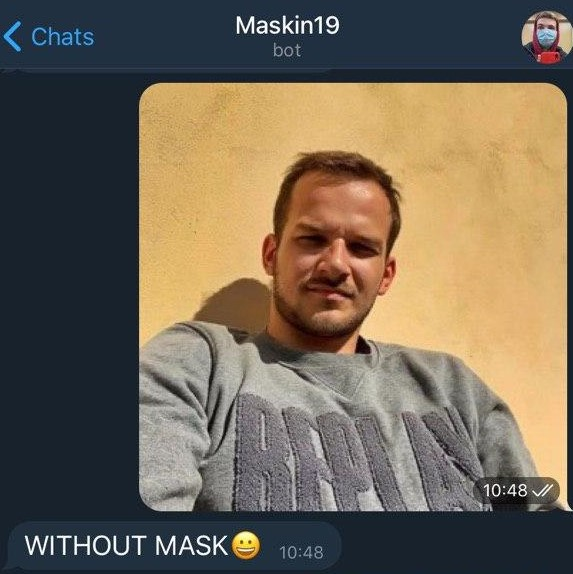 Chats
Maskin19
bot
REPLAY
10:48
WITHOUT MASK😀 10:48